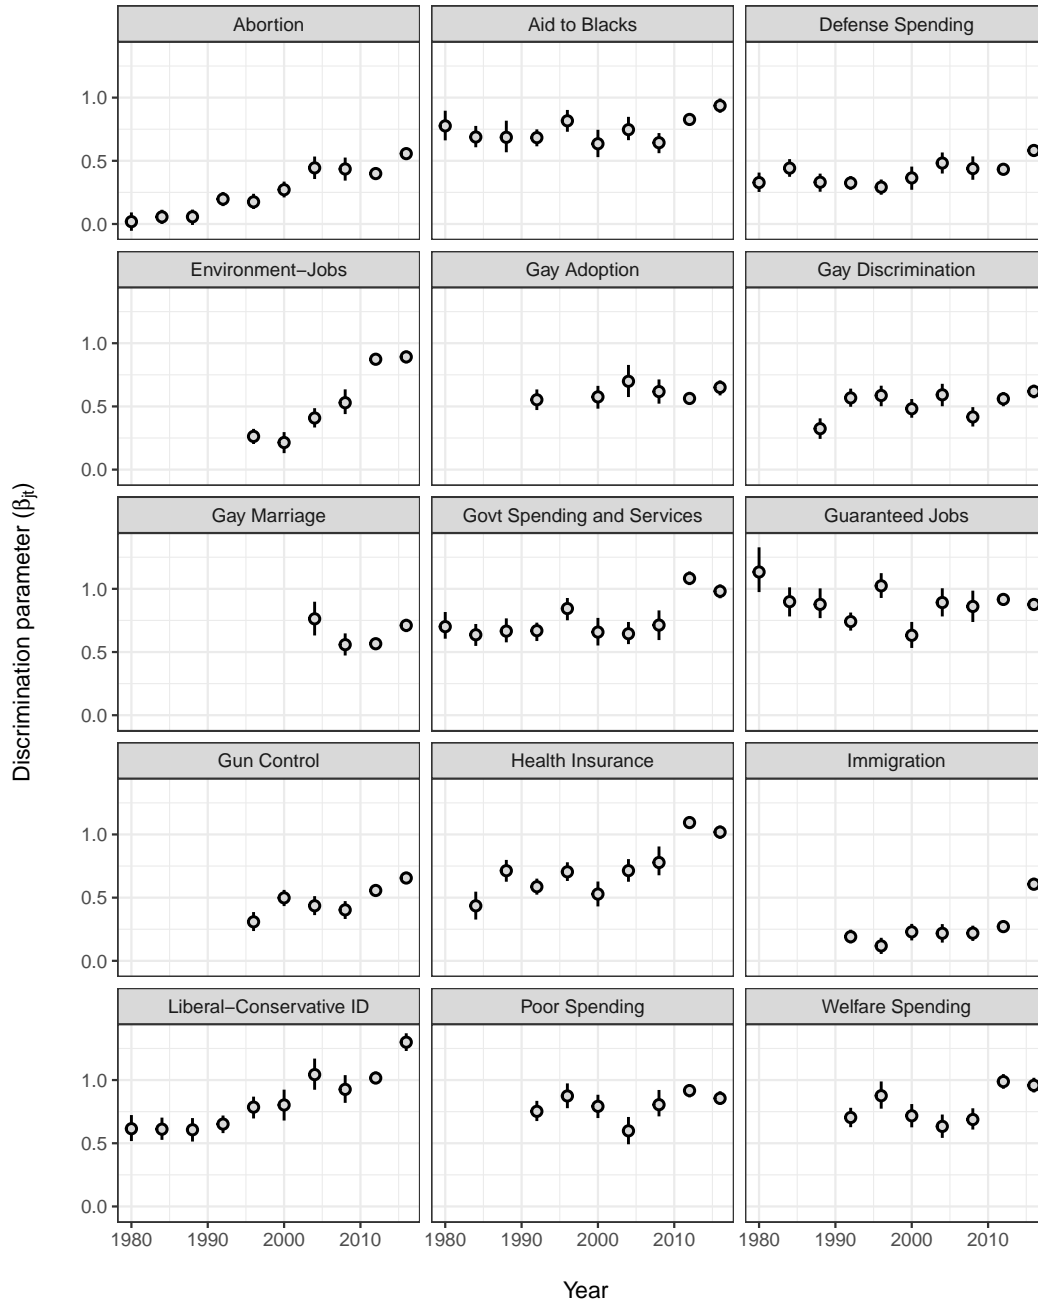 Abortion Aid to Blacks Defense Spending
1.0
0.5
0.0
Environment−Jobs Gay Adoption Gay Discrimination
1.0
0.5
0.0
Gay Marriage Govt Spending and Services Guaranteed Jobs
1.0
0.5
0.0
Gun Control Health Insurance Immigration
1.0
0.5
0.0
Liberal−Conservative ID Poor Spending Welfare Spending
1.0
0.5
0.0
1980 1990 2000 2010 1980 1990 2000 2010 1980 1990 2000 2010
Year
Discrimination parameter (βjt)